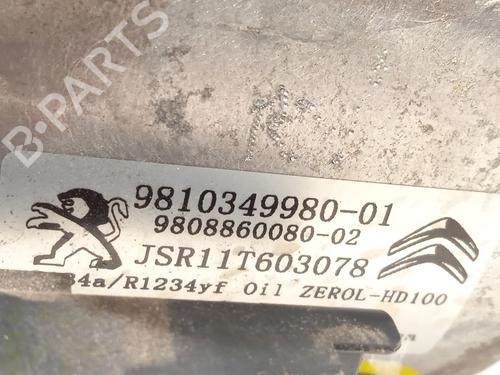 B-PARTS
9810349980-01
9808860080-02
JSR11T603078
34a/R1234yf Oil ZEROL-HD100